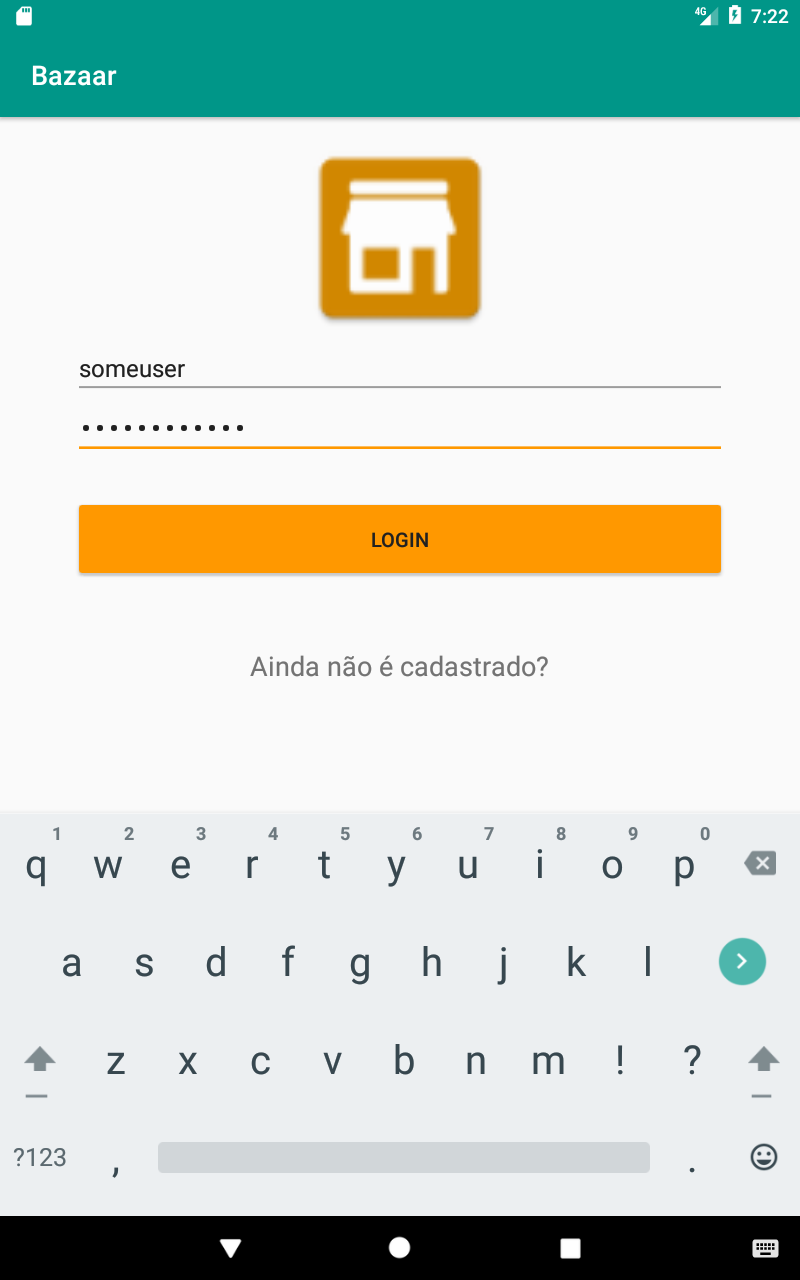 4G 7:22
Bazaar
someuser
••••••••••••
LOGIN
Ainda não é cadastrado?
1 2 3 4 5 6 7 8 9 0
q w e r t y u i o p
a s d f g h j k l
z x c v b n m ! ?
?123 , .